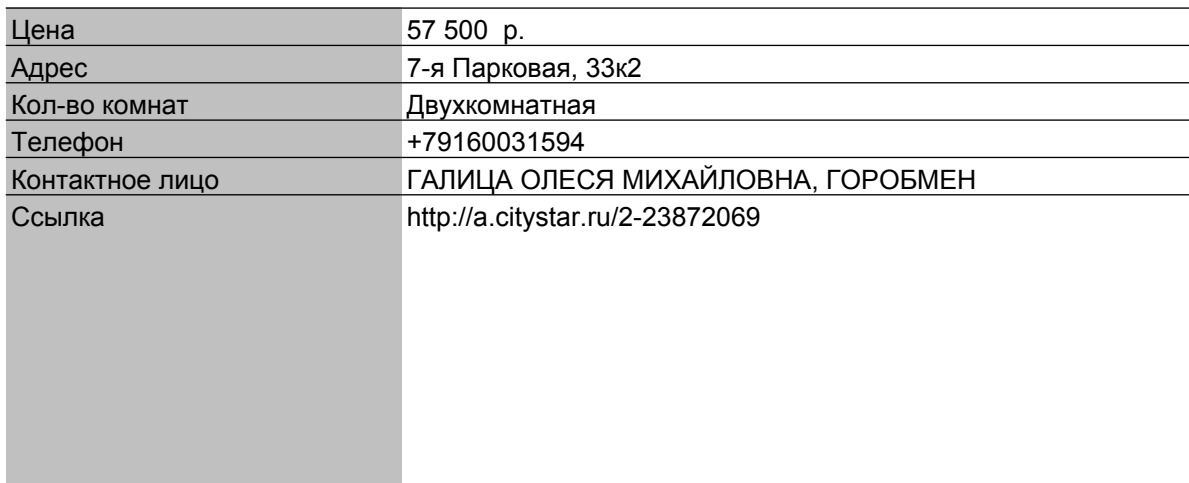 Цена 57 500 р.
Адрес 7-я Парковая, 33к2
Кол-во комнат Двухкомнатная
Телефон +79160031594
Контактное лицо ГАЛИЦА ОЛЕСЯ МИХАЙЛОВНА, ГОРОБМЕН
Ссылка http://a.citystar.ru/2-23872069